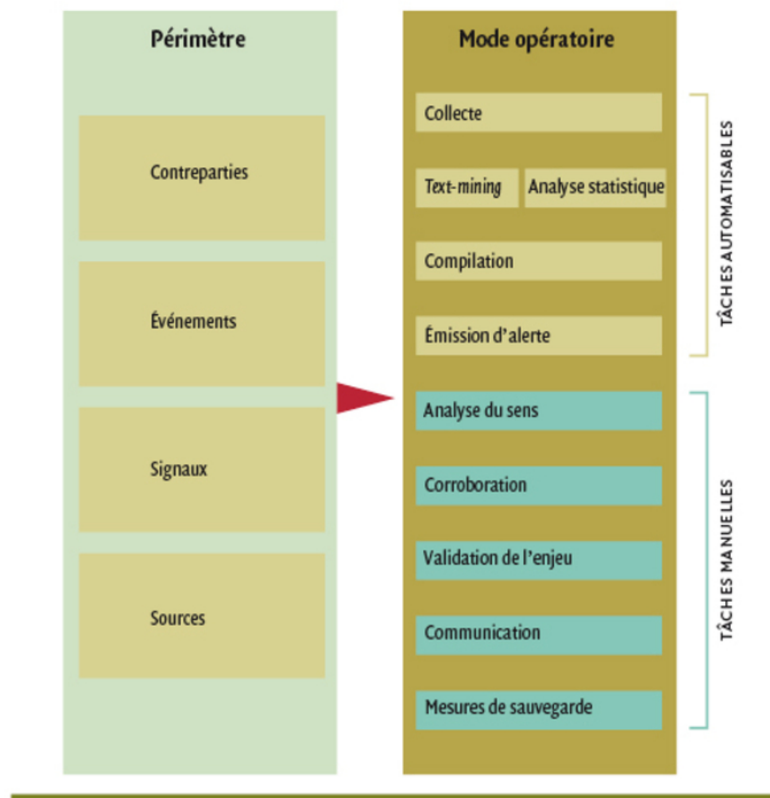 Périmètre
Contreparties
Événements
Signaux
Sources
Mode opératoire
Collecte
Text-mining
Analyse statistique
Compilation
Émission d'alerte
Analyse du sens
Corroboration
Validation de l'enjeu
Communication
Mesures de sauvegarde
TÂCHES AUTOMATISABLES
TÂCHES MANUELLES